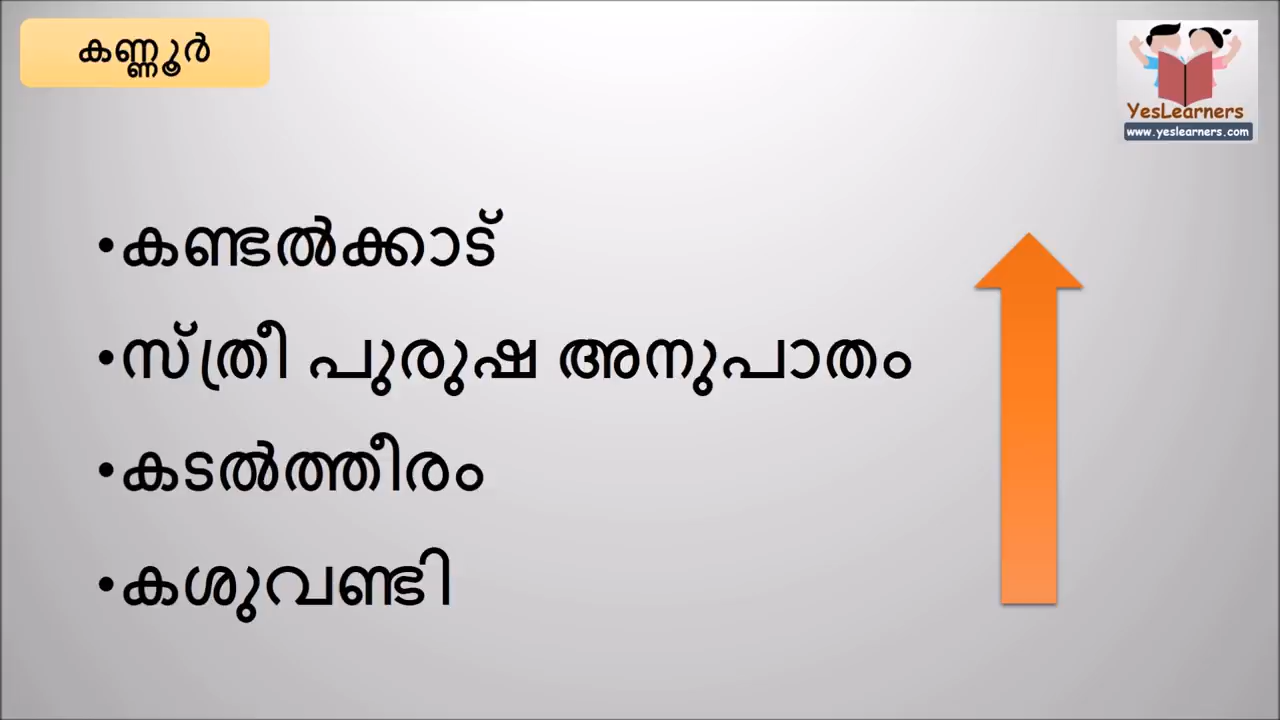 കണ്ണൂർ
YesLearners
www.yeslearners.com
•കണ്ടൽക്കാട്
•സ്ത്രീ പുരുഷ അനുപാതം
•കടൽത്തീരം
•കശുവണ്ടി